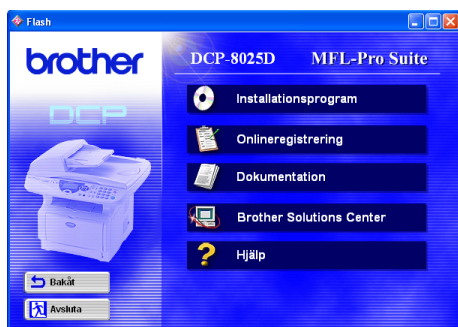 Flash
brother
DCP-8025D MFL-Pro Suite
DCP
Installationsprogram
Onlineregistrering
Dokumentation
Brother Solutions Center
Hjälp
Bakåt
Avsluta